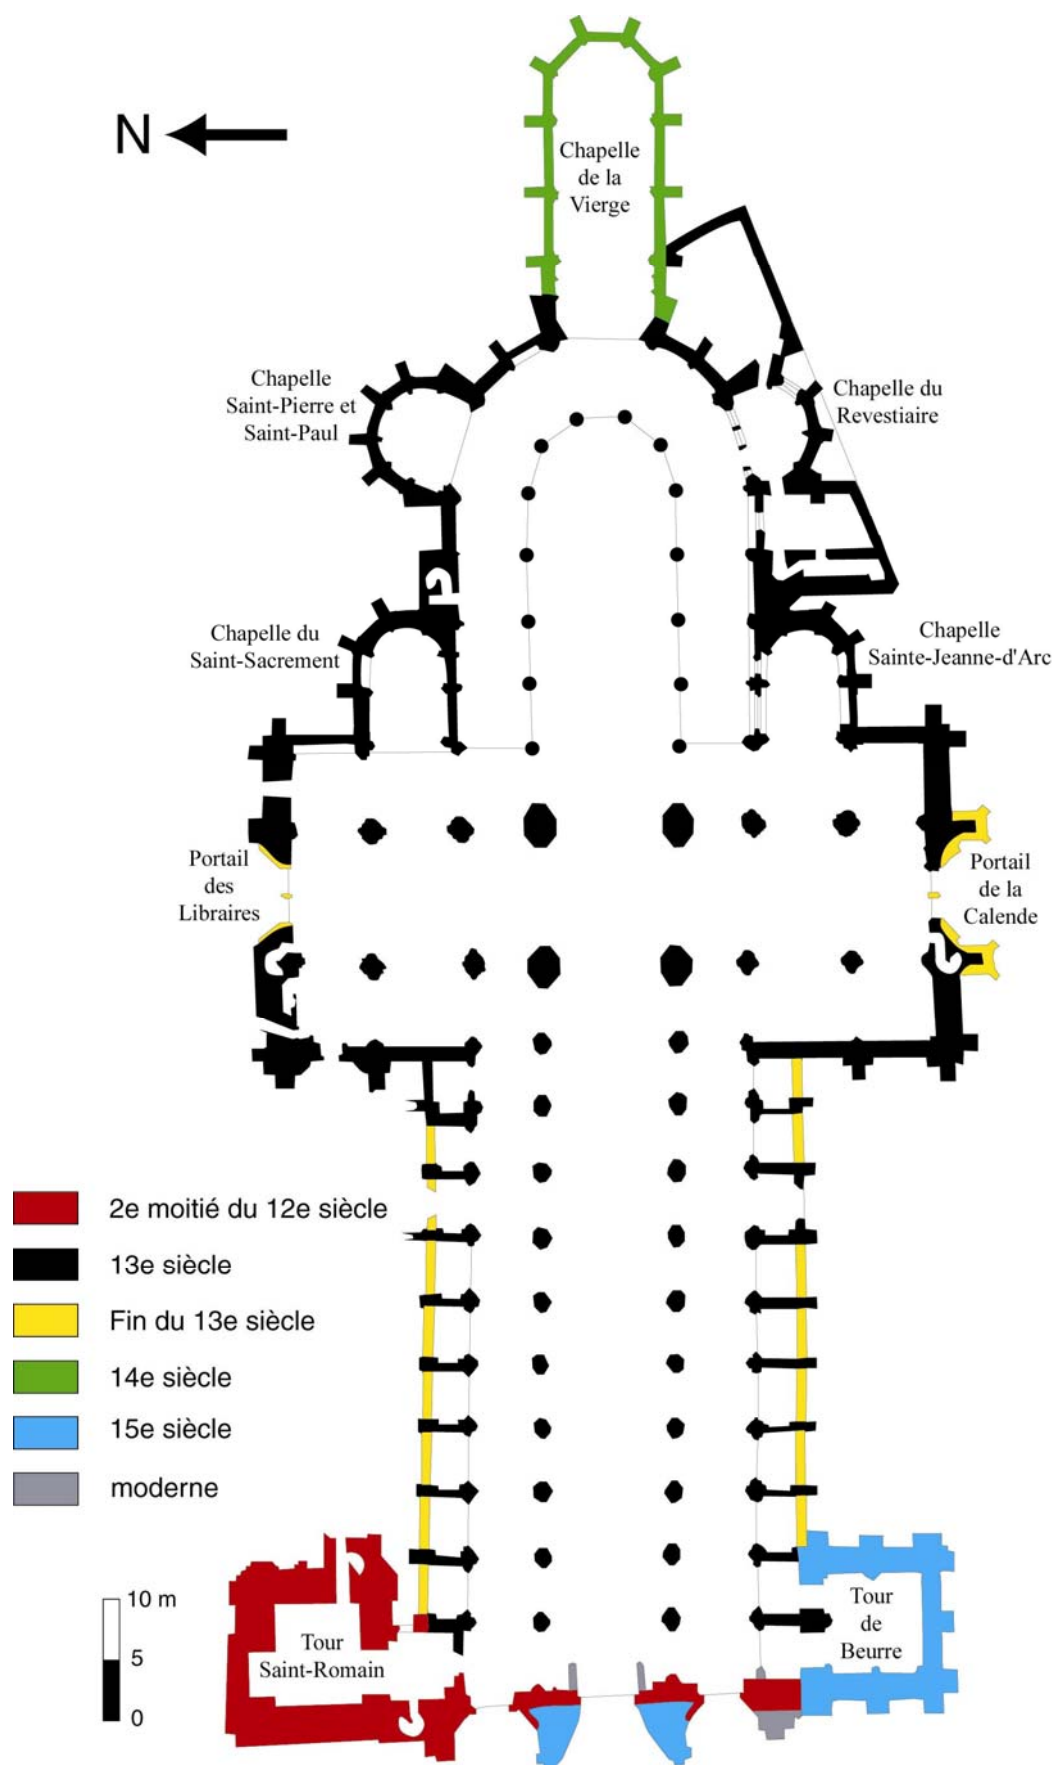 N
Chapelle
de la
Vierge
Chapelle
Saint-Pierre et
Saint-Paul
Chapelle du
Revestiaire
Chapelle du
Saint-Sacrement
Chapelle
Sainte-Jeanne-d'Arc
Portail
des
Libraires
Portail
de la
Calende
2e moitié du 12e siècle
13e siècle
Fin du 13e siècle
14e siècle
15e siècle
moderne
10 m
5
0
Tour
Saint-Romain
Tour
de
Beurre